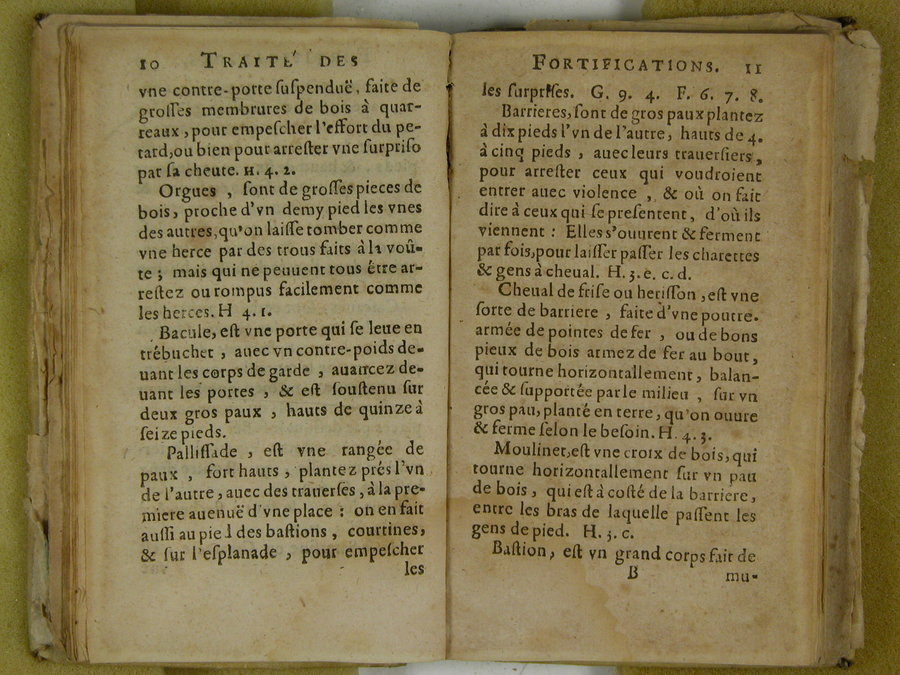 10 TRAITÉ DES
vne contre-porte ſuſpenduë, faite de
groſſes membrures de bois à quar-
reaux, pour empeſcher l'effort du pe-
tard, ou bien pour arreſter vne ſurpriſo
par ſa cheute. H. 4. 2.
Orgues, ſont de groſſes pieces de
bois, proche d'vn demy pied les vnes
des autres, qu'on laiſſe tomber comme
vne herce par des trous faits à la voû-
te; mais qui ne peuuent tous étre ar-
reſtez ou rompus facilement comme
les herces. H 4. 1.
Bacule, eſt vne porte qui ſe leue en
trébuchet, auec vn contre-poids de-
uant les corps de garde, auancez de-
uant les portes, & eſt ſouſtenu ſur
deux gros paux, hauts de quinze à
ſeize pieds.
Palliſſade, eſt vne rangée de
paux, fort hauts, plantez prés l'vn
de l'autre, auec des trauerſes, à la pre-
miere auenuë d'vne place: on en fait
auſſi au pied des baſtions, courtines,
& ſur l'eſplanade, pour empeſcher
les
FORTIFICATIONS. 11
les ſurpriſes. G. 9. 4. F. 6. 7. 8.
Barrieres, ſont de gros paux plantez
à dix pieds l'vn de l'autre, hauts de 4.
à cinq pieds, auec leurs trauerſiers,
pour arreſter ceux qui voudroient
entrer auec violence, & où on fait
dire à ceux qui ſe preſentent, d'où ils
viennent: Elles s'ouurent & ferment
par fois, pour laiſſer paſſer les charettes
& gens à cheual. H. 3. e. c. d.
Cheual de friſe ou heriſſon, eſt vne
ſorte de barriere, faite d'vne poutre.
armée de pointes de fer, ou de bons
pieux de bois armez de fer au bout,
qui tourne horizontallement, balan-
cée & ſupportée par le milieu, ſur vn
gros pau, planté en terre, qu'on ouure
& ferme ſelon le beſoin. H. 4. 3.
Moulinet, eſt vne croix de bois, qui
tourne horizontallement ſur vn pau
de bois, qui eſt à coſté de la barriere,
entre les bras de laquelle paſſent les
gens de pied. H. 3. c.
Baſtion, eſt vn grand corps fait de
B mu-